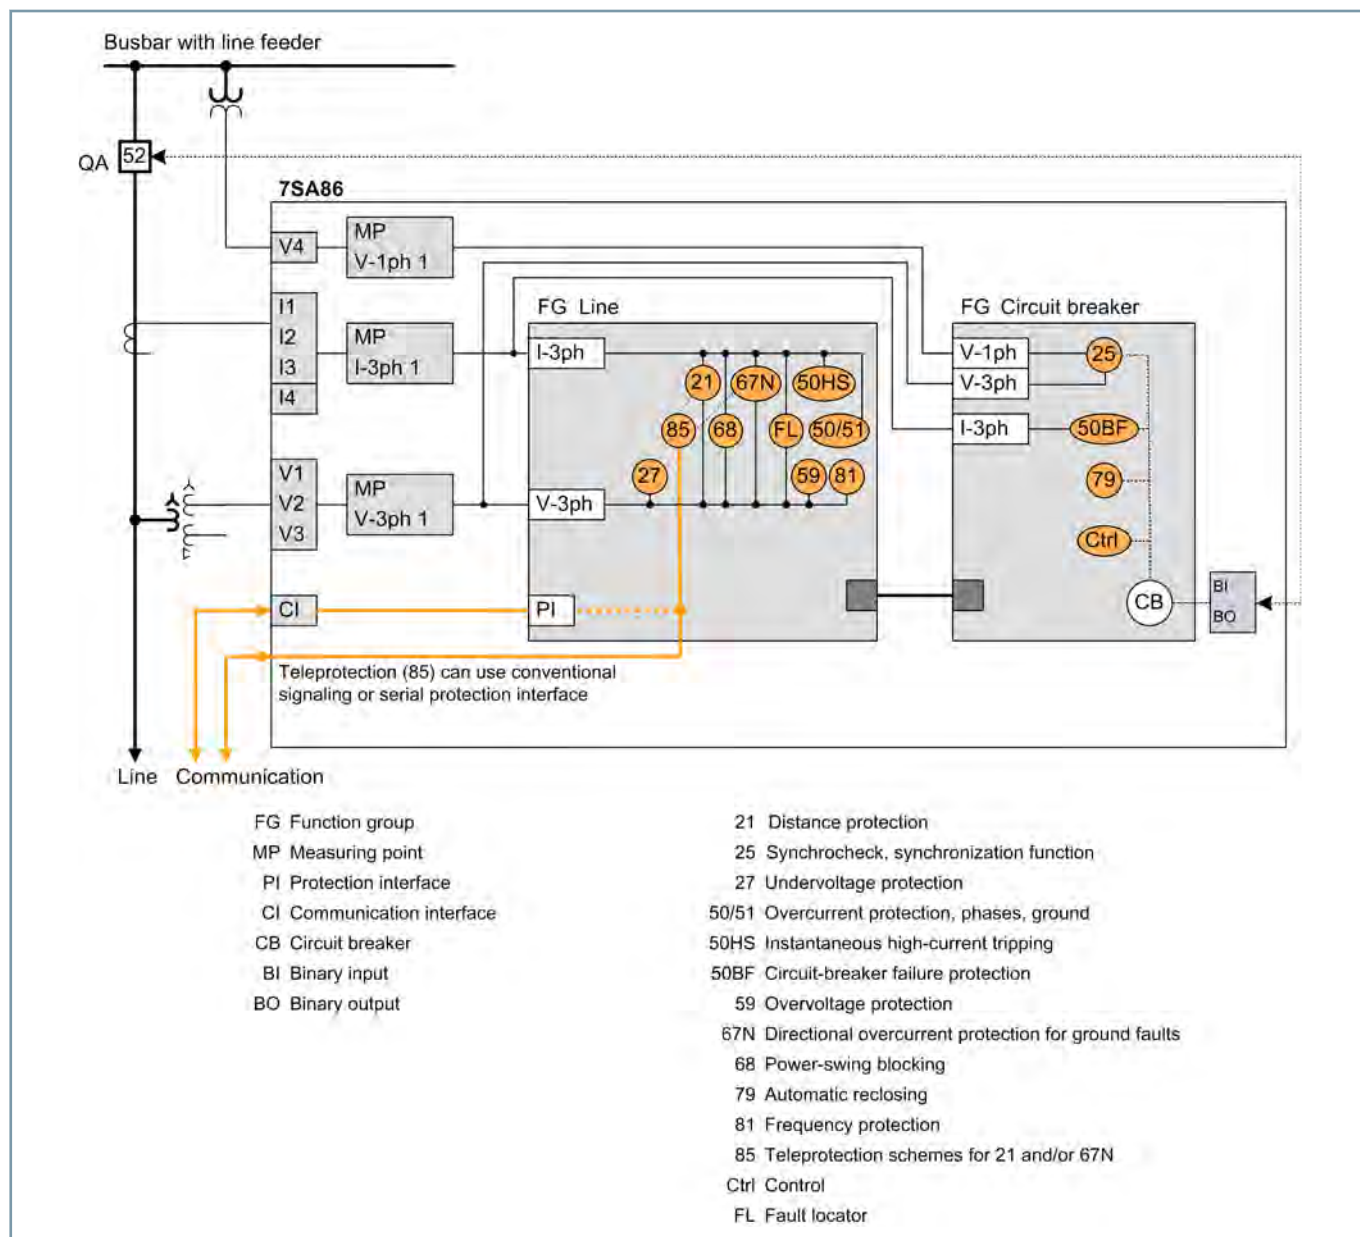 Busbar with line feeder
QA
52
7SA86
V4
MP
V-1ph 1
I1
I2
I3
I4
MP
I-3ph 1
V1
V2
V3
MP
V-3ph 1
CI
FG Line
I-3ph
V-3ph
PI
21
67N
50HS
85
68
FL
50/51
27
59
81
FG Circuit breaker
V-1ph
V-3ph
I-3ph
25
50BF
79
Ctrl
CB
BI
BO
Teleprotection (85) can use conventional
signaling or serial protection interface
Line
Communication
FG Function group
MP Measuring point
PI Protection interface
CI Communication interface
CB Circuit breaker
BI Binary input
BO Binary output
21 Distance protection
25 Synchrocheck, synchronization function
27 Undervoltage protection
50/51 Overcurrent protection, phases, ground
50HS Instantaneous high-current tripping
50BF Circuit-breaker failure protection
59 Overvoltage protection
67N Directional overcurrent protection for ground faults
68 Power-swing blocking
79 Automatic reclosing
81 Frequency protection
85 Teleprotection schemes for 21 and/or 67N
Ctrl Control
FL Fault locator